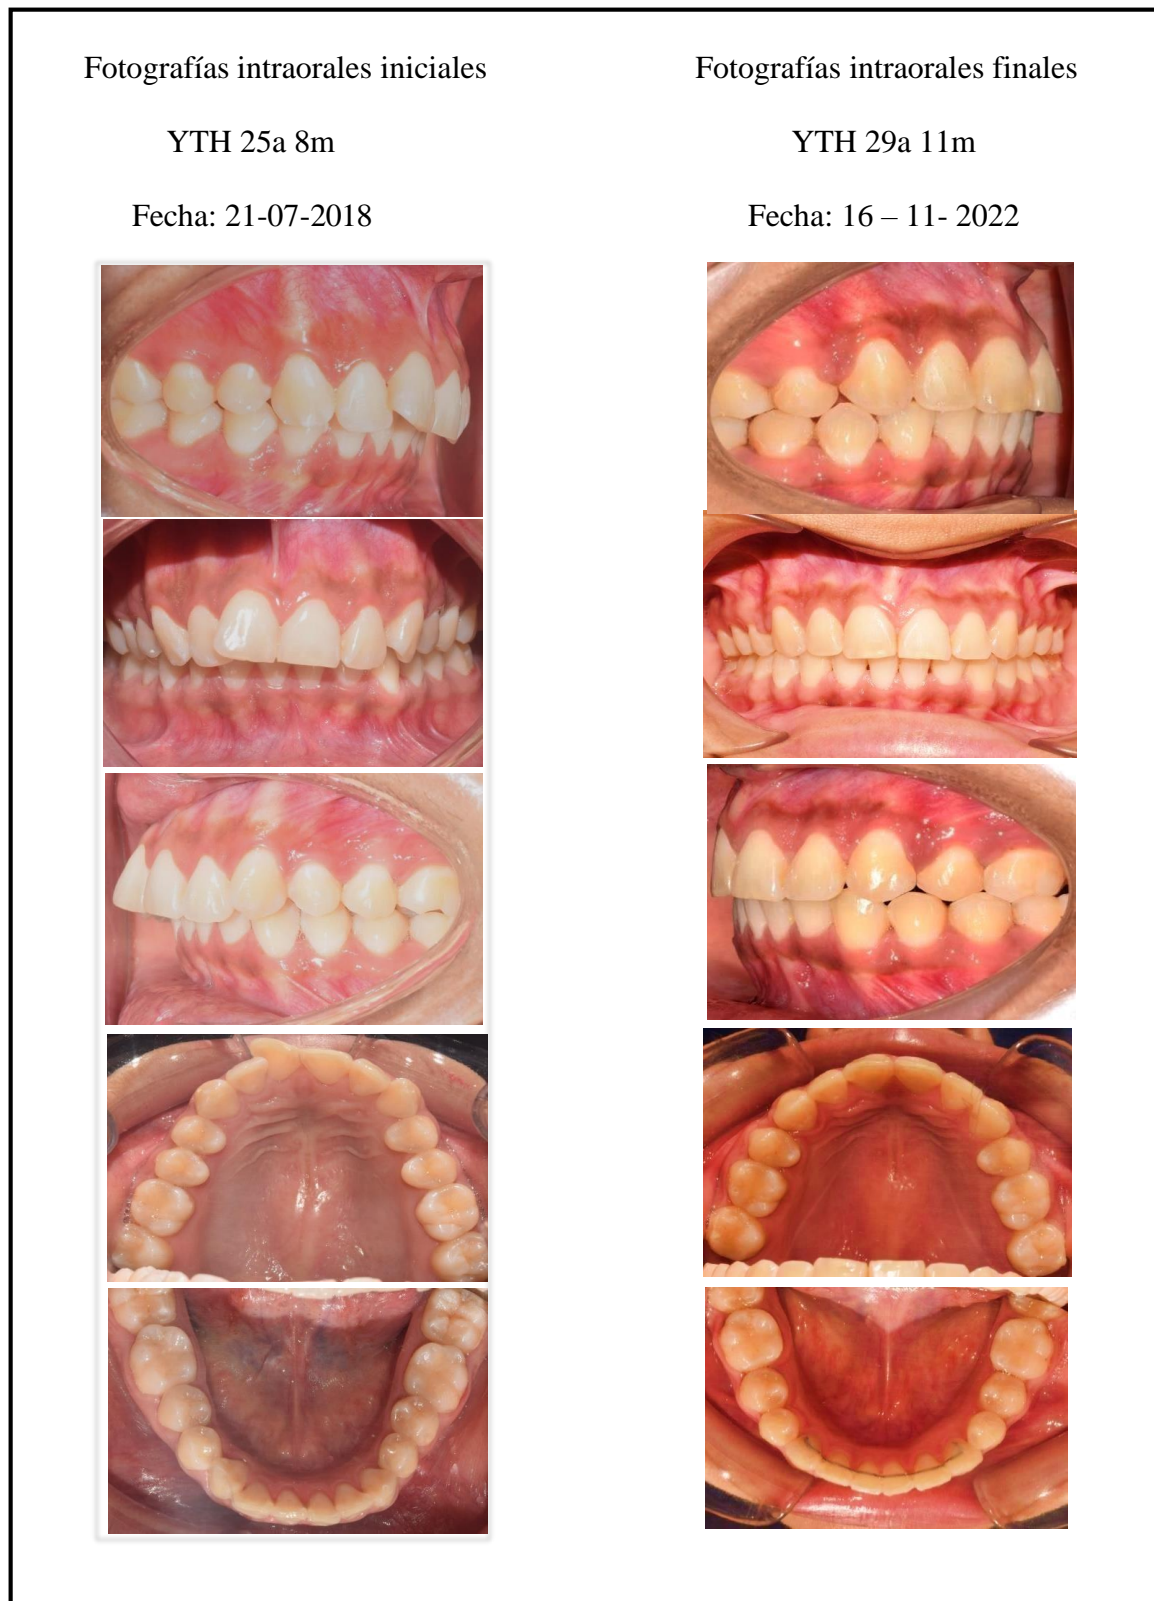 Fotografías intraorales iniciales
YTH 25a 8m
Fecha: 21-07-2018
Fotografías intraorales finales
YTH 29a 11m
Fecha: 16 – 11- 2022